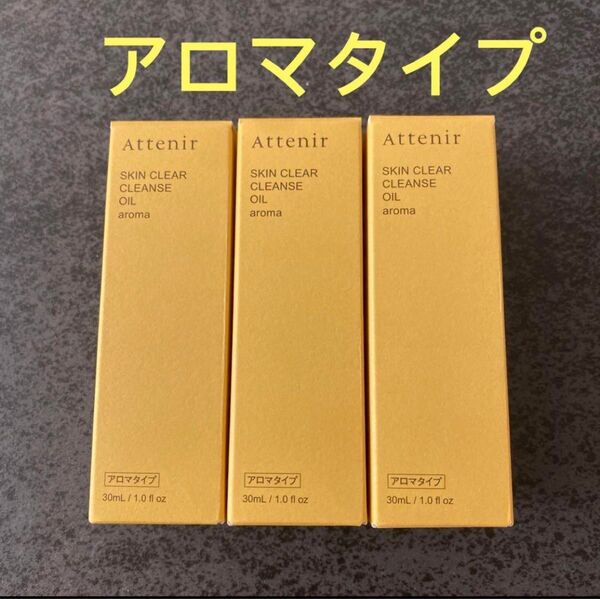 アロマタイプ
Attenir
SKIN CLEAR
CLEANSE
OIL
aroma
アロマタイプ
30mL / 1.0 fl oz
Attenir
SKIN CLEAR
CLEANSE
OIL
aroma
アロマタイプ
30mL / 1.0 fl oz
Attenir
SKIN CLEAR
CLEANSE
OIL
aroma
アロマタイプ
30mL / 1.0 fl oz